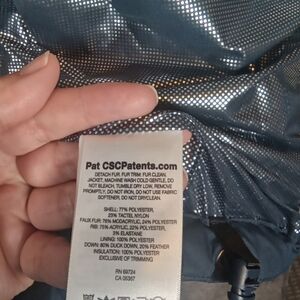 Pat CSCPatents.com
DETACH FUR. FUR TRIM: FUR CLEAN.
JACKET, MACHINE WASH COLD GENTLE, DO
NOT BLEACH, TUMBLE DRY LOW, REMOVE
PROMPTLY, DO NOT IRON, DO NOT USE FABRIC
SOFTENER, DO NOT DRYCLEAN.
SHELL: 77% POLYESTER,
23% TACTEL NYLON
FAUX FUR: 76% MODACRYLIC, 24% POLYESTER
RIB: 75% ACRYLIC, 22% POLYESTER,
3% ELASTANE
LINING: 100% POLYESTER
DOWN: 80% DUCK DOWN, 20% FEATHER
INSULATION: 100% POLYESTER
EXCLUSIVE OF TRIMMING
RN 69724
CA 05367